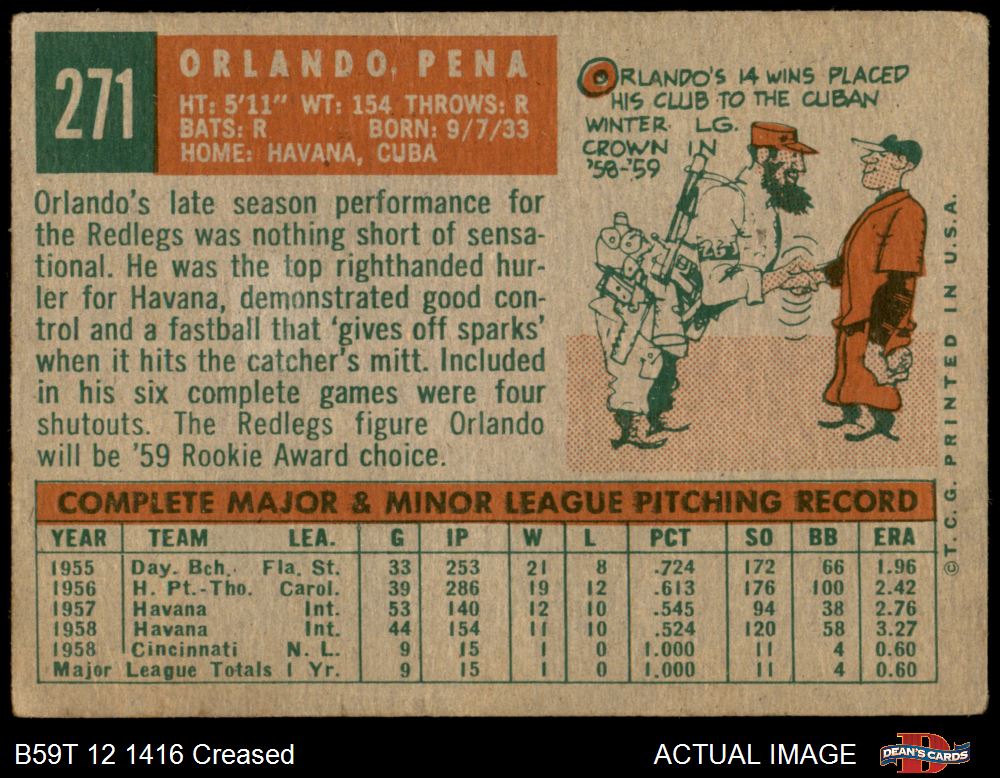 271
ORLANDO PENA
HT: 5'11" WT: 154 THROWS: R
BATS: R BORN: 9/7/33
HOME: HAVANA, CUBA
Orlando's late season performance for
the Redlegs was nothing short of sensa-
tional. He was the top righthanded hur-
ler for Havana, demonstrated good con-
trol and a fastball that 'gives off sparks'
when it hits the catcher's mitt. Included
in his six complete games were four
shutouts. The Redlegs figure Orlando
will be '59 Rookie Award choice.
ORLANDO'S 14 WINS PLACED
HIS CLUB TO THE CUBAN
WINTER LG.
CROWN IN
'58-'59
©T.C.G. PRINTED IN U.S.A.
COMPLETE MAJOR & MINOR LEAGUE PITCHING RECORD
YEAR TEAM LEA. G IP W L PCT SO BB ERA
1955 Day. Bch. Fla. St. 33 253 21 8 .724 172 66 1.96
1956 H. Pt.-Tho. Carol. 39 286 19 12 .613 176 100 2.42
1957 Havana Int. 53 140 12 10 .545 94 38 2.76
1958 Havana Int. 44 154 11 10 .524 120 58 3.27
1958 Cincinnati N. L. 9 15 1 0 1.000 11 4 0.60
Major League Totals 1 Yr. 9 15 1 0 1.000 11 4 0.60
B59T 12 1416 Creased
ACTUAL IMAGE
DEAN'S CARDS